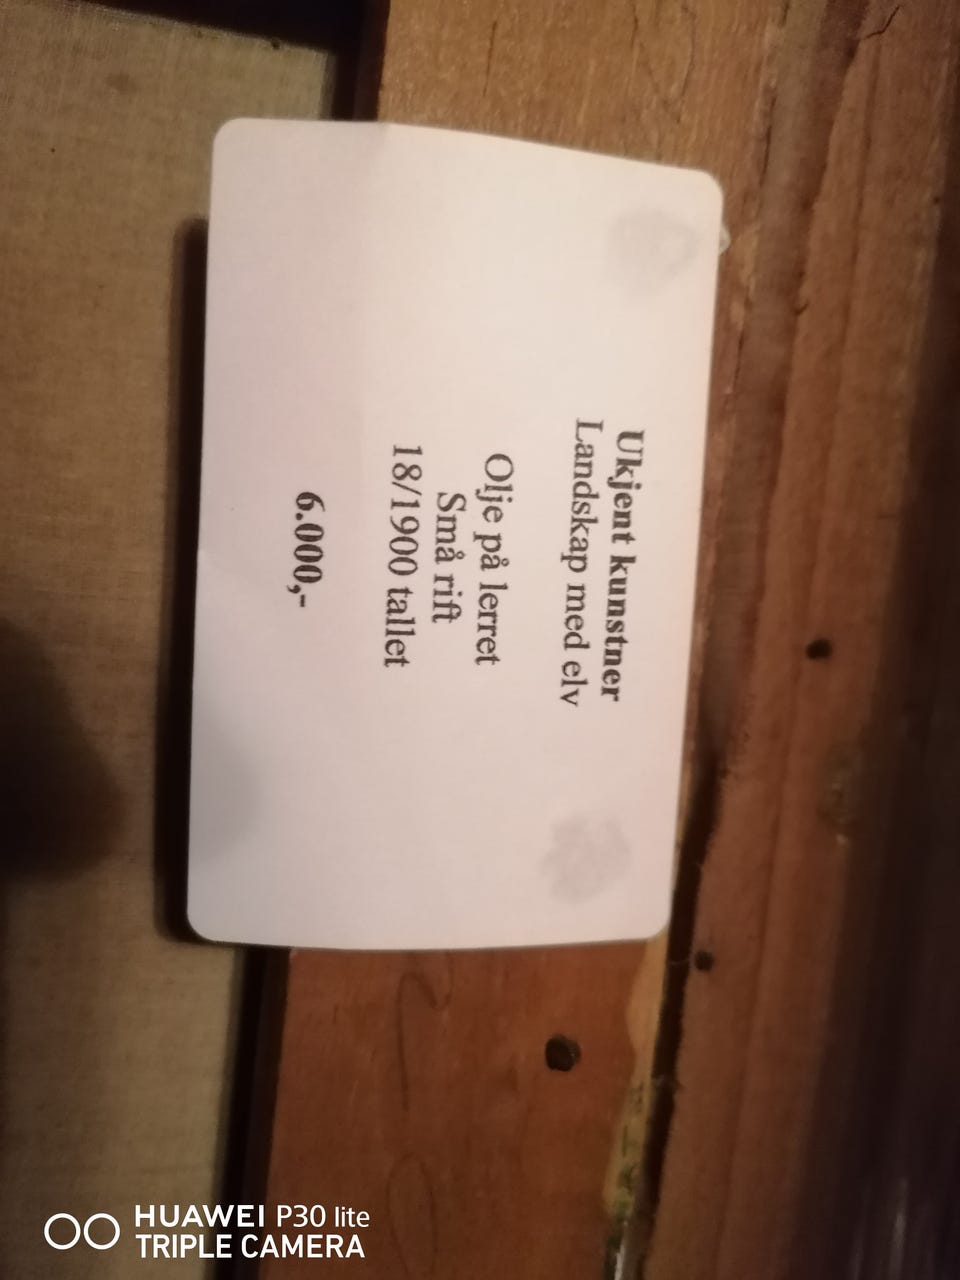 Ukjent kunstner
Landskap med elv
Olje på lerret
Små rift
18/1900 tallet
6.000,-
HUAWEI P30 lite
TRIPLE CAMERA